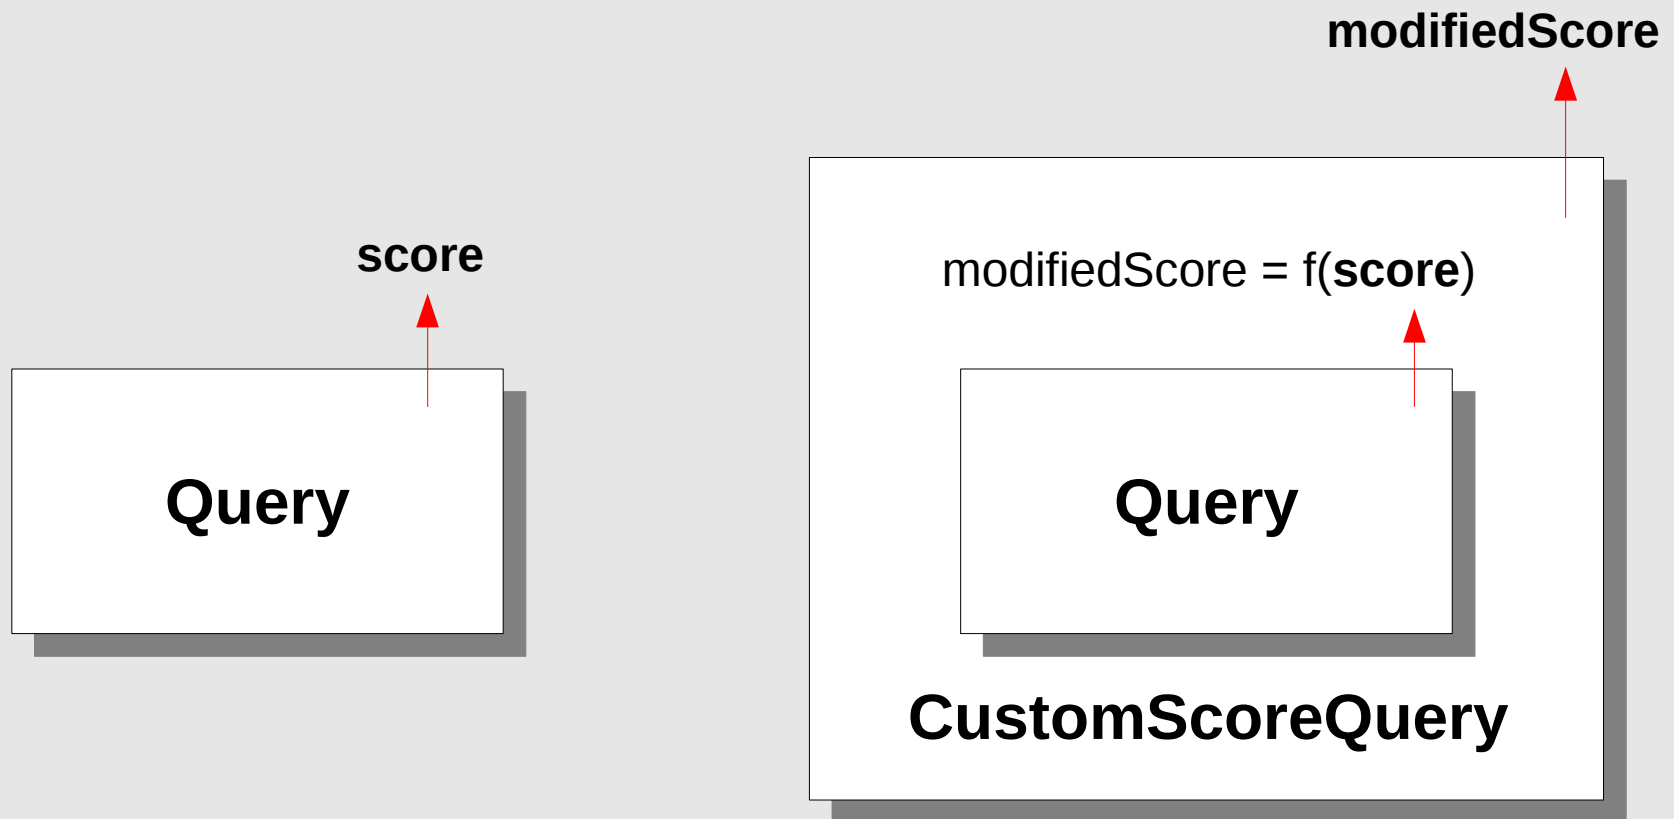 modifiedScore
score
modifiedScore = f(score)
Query
Query
CustomScoreQuery